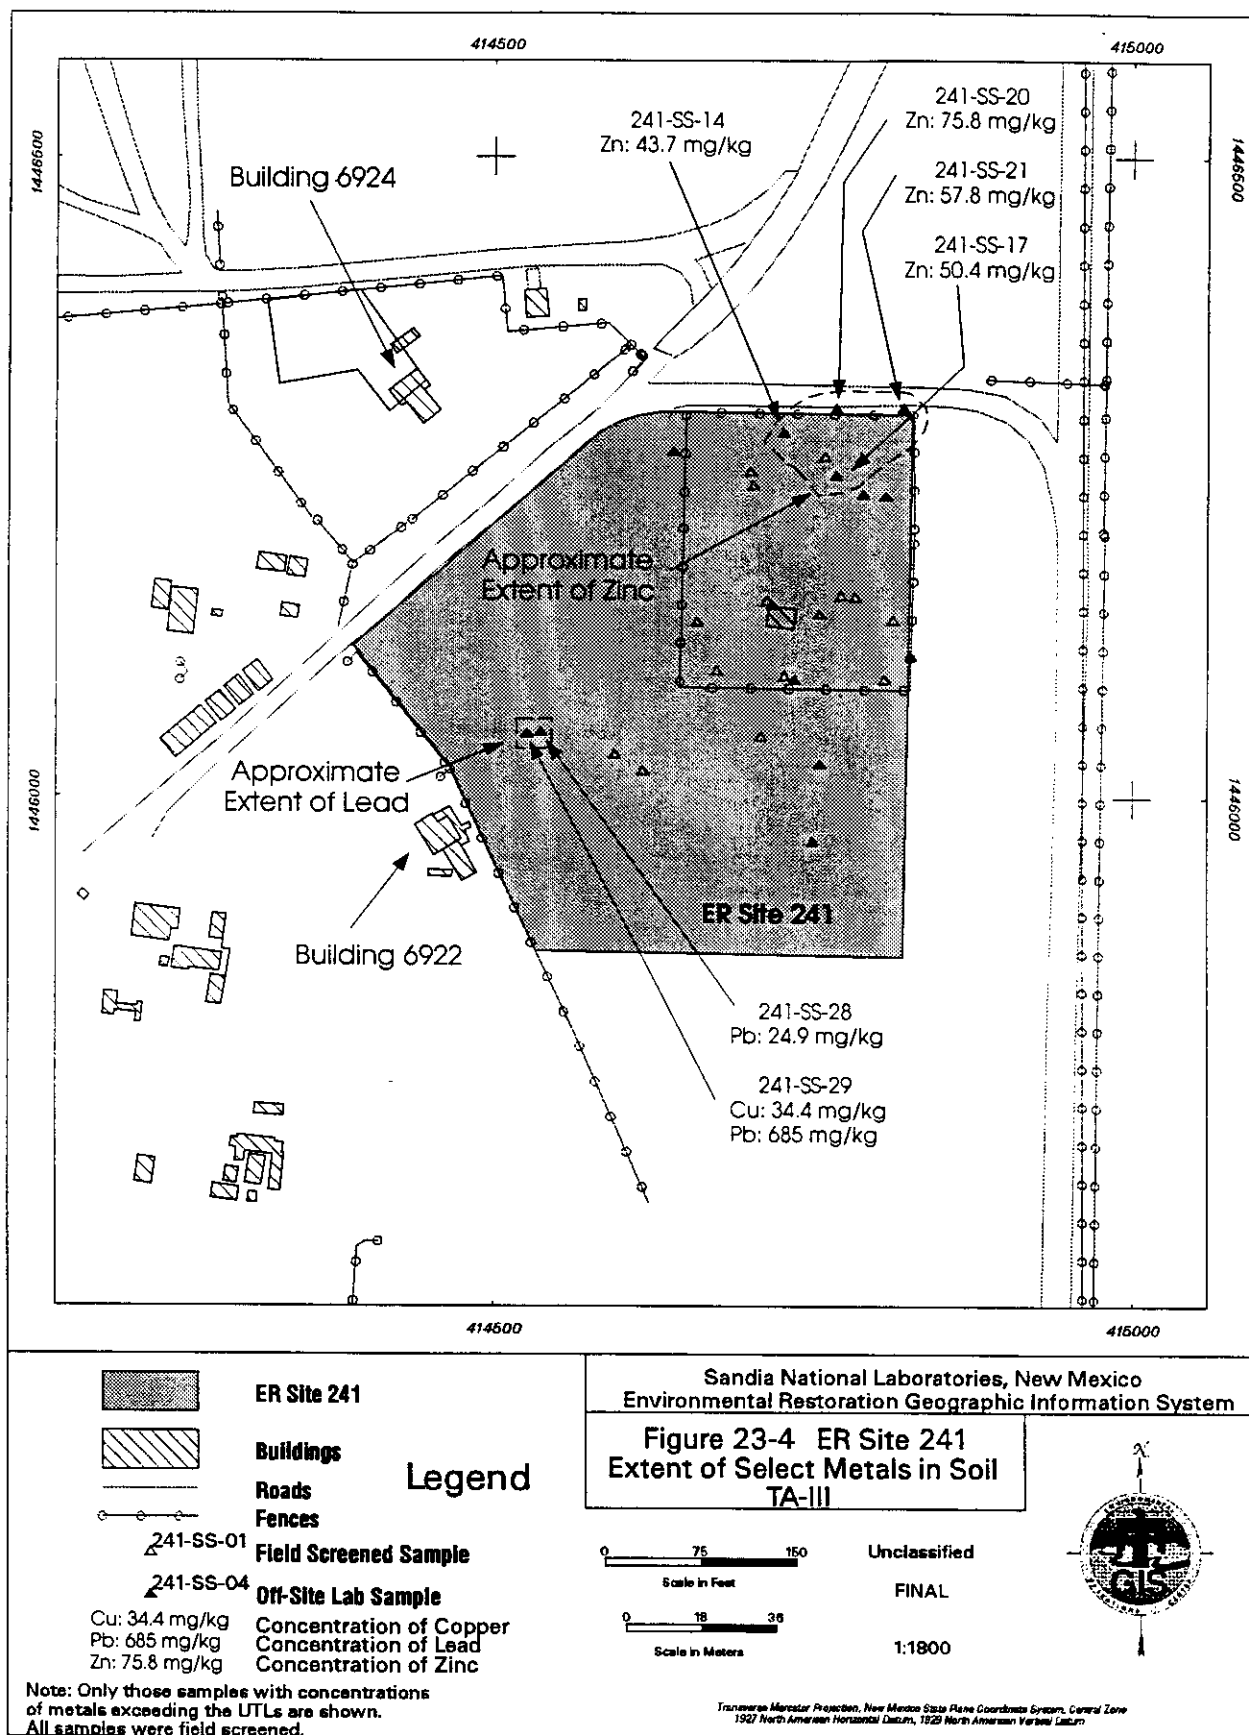 414500
415000
1446500
1446500
241-SS-14
Zn: 43.7 mg/kg
241-SS-20
Zn: 75.8 mg/kg
241-SS-21
Zn: 57.8 mg/kg
241-SS-17
Zn: 50.4 mg/kg
Building 6924
Approximate
Extent of Zinc
Approximate
Extent of Lead
1446000
1446000
ER Site 241
Building 6922
241-SS-28
Pb: 24.9 mg/kg
241-SS-29
Cu: 34.4 mg/kg
Pb: 685 mg/kg
414500
415000
Legend
ER Site 241
Buildings
Roads
Fences
241-SS-01 Field Screened Sample
241-SS-04 Off-Site Lab Sample
Cu: 34.4 mg/kg Concentration of Copper
Pb: 685 mg/kg Concentration of Lead
Zn: 75.8 mg/kg Concentration of Zinc
Note: Only those samples with concentrations
of metals exceeding the UTLs are shown.
All samples were field screened.
Sandia National Laboratories, New Mexico
Environmental Restoration Geographic Information System
Figure 23-4 ER Site 241
Extent of Select Metals in Soil
TA-III
0 75 150
Scale in Feet
0 18 36
Scale in Meters
Unclassified
FINAL
1:1800
N
GIS
Transverse Mercator Projection, New Mexico State Plane Coordinate System, Central Zone
1927 North American Horizontal Datum, 1929 North American Vertical Datum